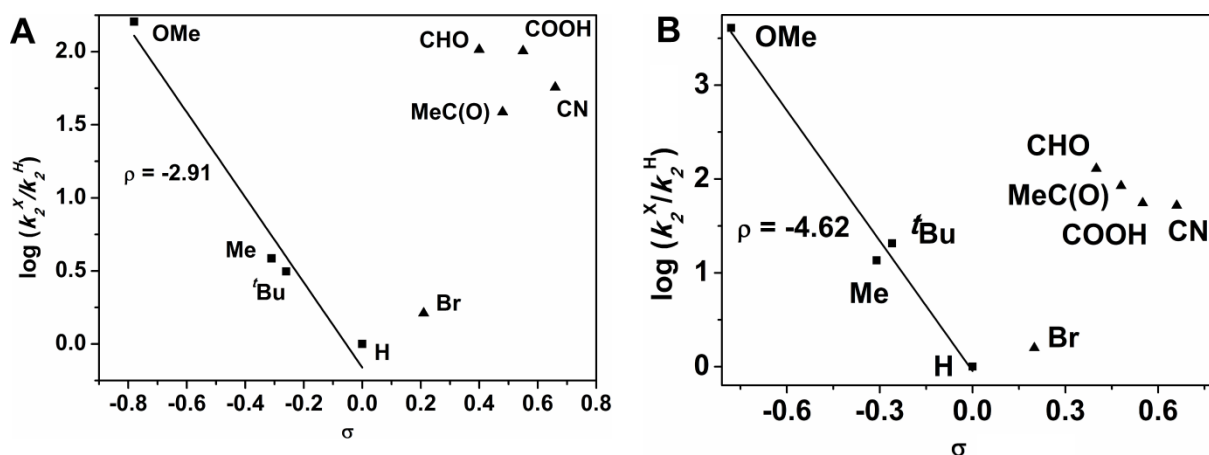 A
log (k₂ˣ/k₂ᴴ)
2.0
1.5
1.0
0.5
0.0
OMe
CHO
COOH
MeC(O)
CN
ρ = -2.91
Me
ᵗBu
Br
H
-0.8 -0.6 -0.4 -0.2 0.0 0.2 0.4 0.6 0.8
σ
B
log (k₂ˣ/k₂ᴴ)
3
2
1
0
OMe
CHO
MeC(O)
COOH
CN
ρ = -4.62
ᵗBu
Me
Br
H
-0.6 -0.3 0.0 0.3 0.6
σ